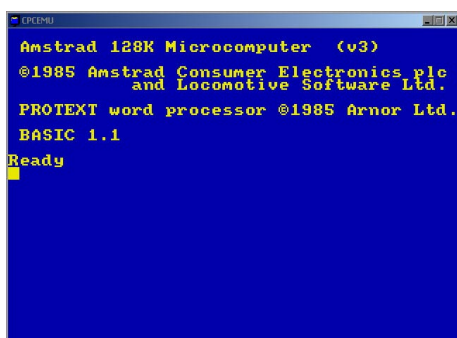 CPCEMU
Amstrad 128K Microcomputer (v3)
©1985 Amstrad Consumer Electronics plc
and Locomotive Software Ltd.
PROTEXT word processor ©1985 Arnor Ltd.
BASIC 1.1
Ready